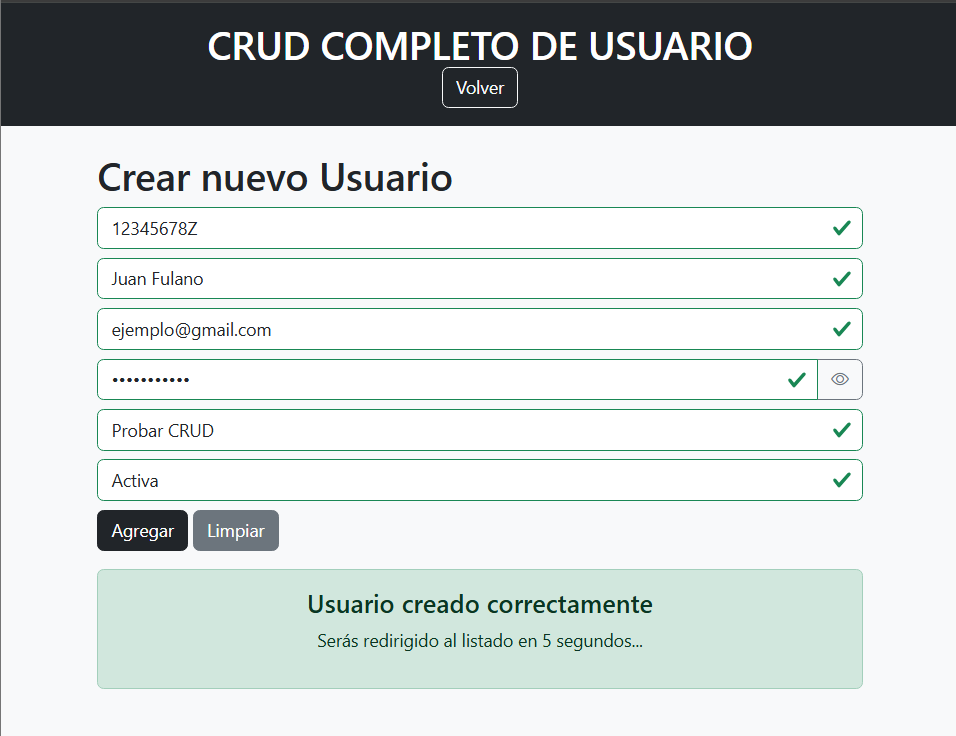 CRUD COMPLETO DE USUARIO
Volver
Crear nuevo Usuario
12345678Z
Juan Fulano
ejemplo@gmail.com
•••••••••••
Probar CRUD
Activa
Agregar Limpiar
Usuario creado correctamente
Serás redirigido al listado en 5 segundos...